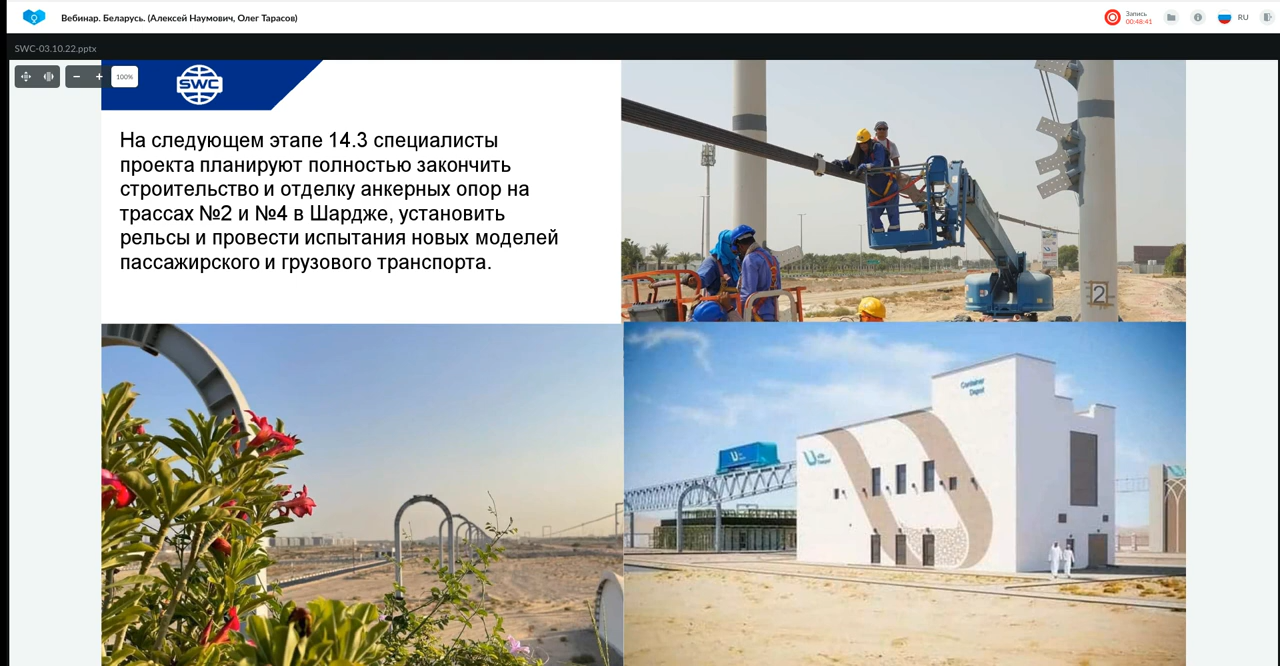 Вебинар. Беларусь. (Алексей Наумович, Олег Тарасов)
Запись
00:48:41
RU
SWC-03.10.22.pptx
100%
SWC
На следующем этапе 14.3 специалисты
проекта планируют полностью закончить
строительство и отделку анкерных опор на
трассах №2 и №4 в Шардже, установить
рельсы и провести испытания новых моделей
пассажирского и грузового транспорта.
2
Container
Depot